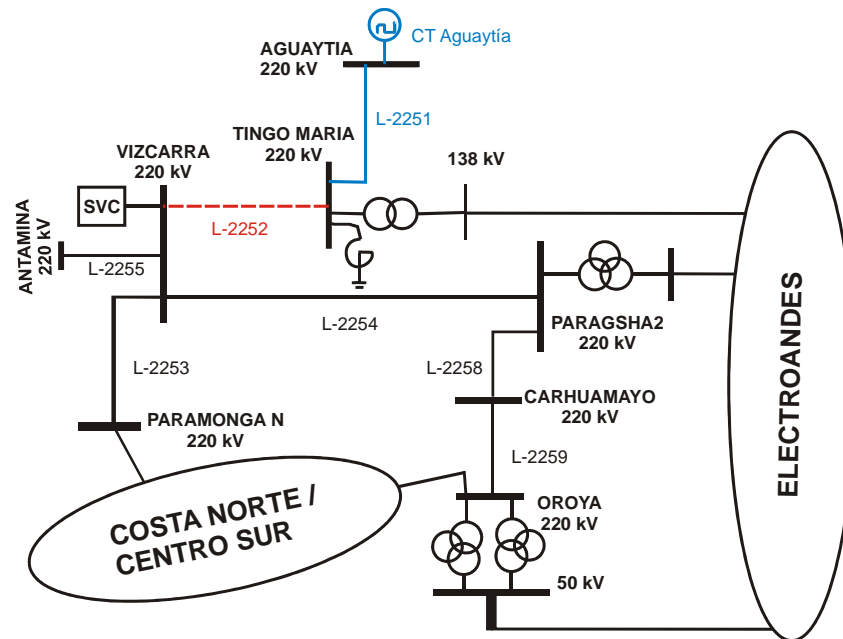 CT Aguaytía
AGUAYTIA
220 kV
L-2251
TINGO MARIA
220 kV
138 kV
VIZCARRA
220 kV
SVC
L-2252
ANTAMINA
220 kV
L-2255
L-2254
PARAGSHA2
220 kV
L-2253
L-2258
CARHUAMAYO
220 kV
PARAMONGA N
220 kV
L-2259
OROYA
220 kV
COSTA NORTE /
CENTRO SUR
50 kV
ELECTROANDES